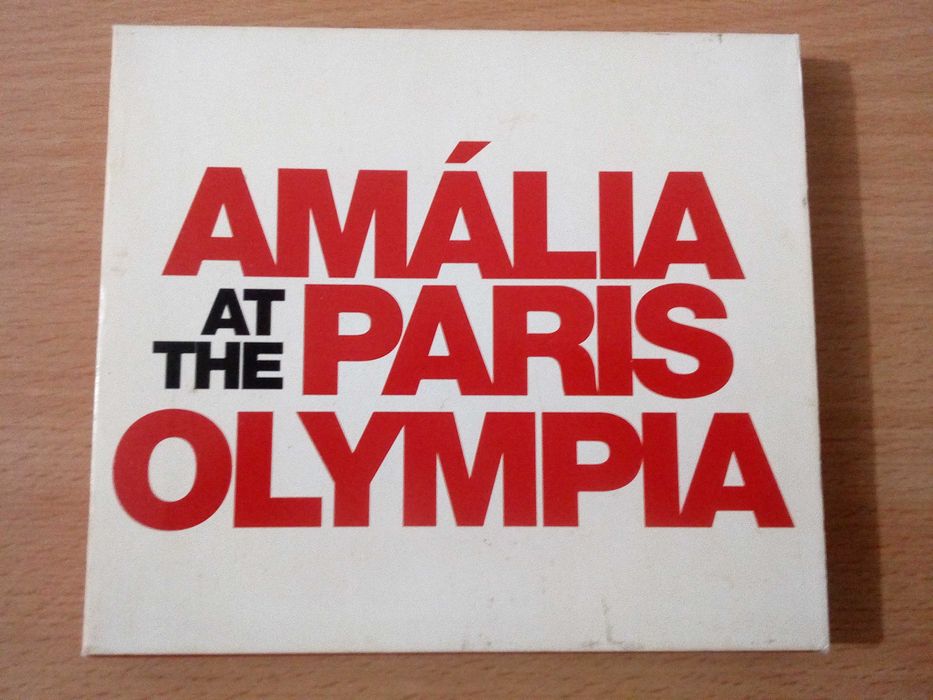 AMÁLIA
AT
THE PARIS
OLYMPIA